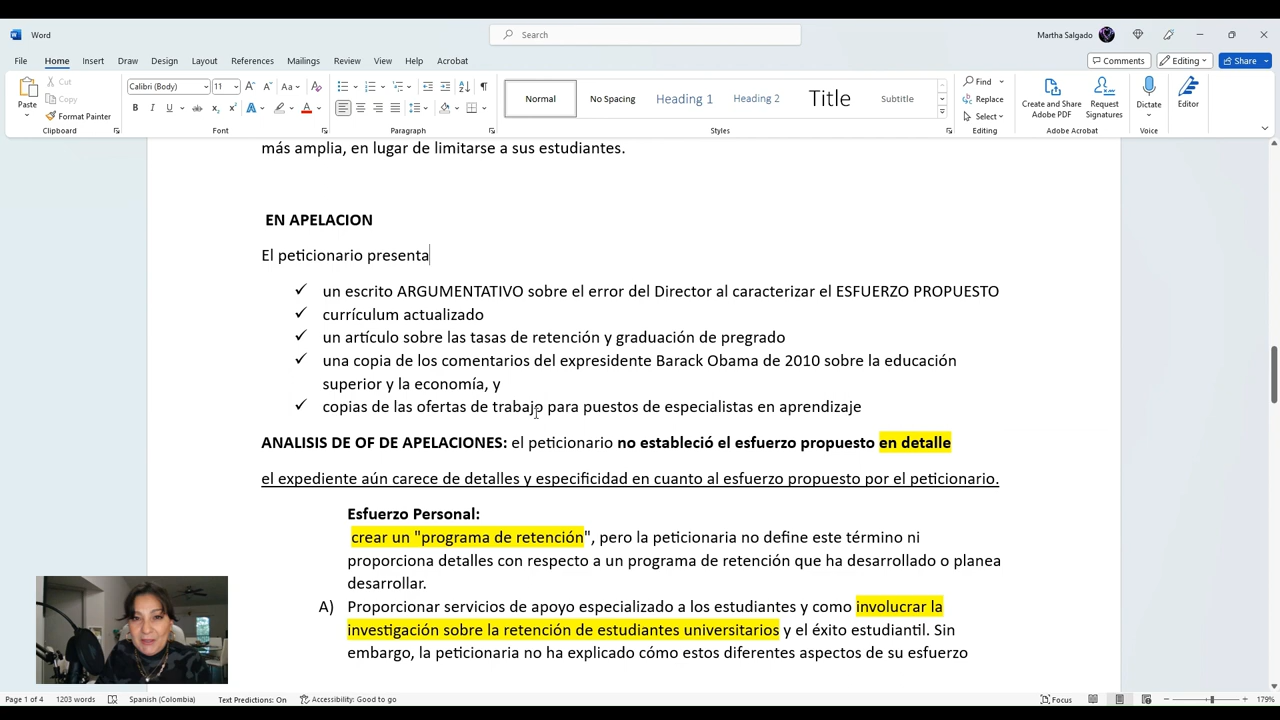 Word
Search
Martha Salgado
File Home Insert Draw Design Layout References Mailings Review View Help Acrobat
Comments Editing Share
Paste
Cut
Copy
Format Painter
Clipboard
Calibri (Body) 11
Font
Paragraph
Normal No Spacing Heading 1 Heading 2 Title Subtitle
Styles
Find
Replace
Select
Editing
Create and Share
Adobe PDF
Request
Signatures
Adobe Acrobat
Dictate
Voice
Editor
más amplia, en lugar de limitarse a sus estudiantes.
EN APELACION
El peticionario presenta
✓ un escrito ARGUMENTATIVO sobre el error del Director al caracterizar el ESFUERZO PROPUESTO
✓ currículum actualizado
✓ un artículo sobre las tasas de retención y graduación de pregrado
✓ una copia de los comentarios del expresidente Barack Obama de 2010 sobre la educación
superior y la economía, y
✓ copias de las ofertas de trabajo para puestos de especialistas en aprendizaje
ANALISIS DE OF DE APELACIONES: el peticionario no estableció el esfuerzo propuesto en detalle
el expediente aún carece de detalles y especificidad en cuanto al esfuerzo propuesto por el peticionario.
Esfuerzo Personal:
crear un "programa de retención", pero la peticionaria no define este término ni
proporciona detalles con respecto a un programa de retención que ha desarrollado o planea
desarrollar.
A) Proporcionar servicios de apoyo especializado a los estudiantes y como involucrar la
investigación sobre la retención de estudiantes universitarios y el éxito estudiantil. Sin
embargo, la peticionaria no ha explicado cómo estos diferentes aspectos de su esfuerzo
Page 1 of 4 1203 words Spanish (Colombia) Text Predictions: On Accessibility: Good to go Focus 179%